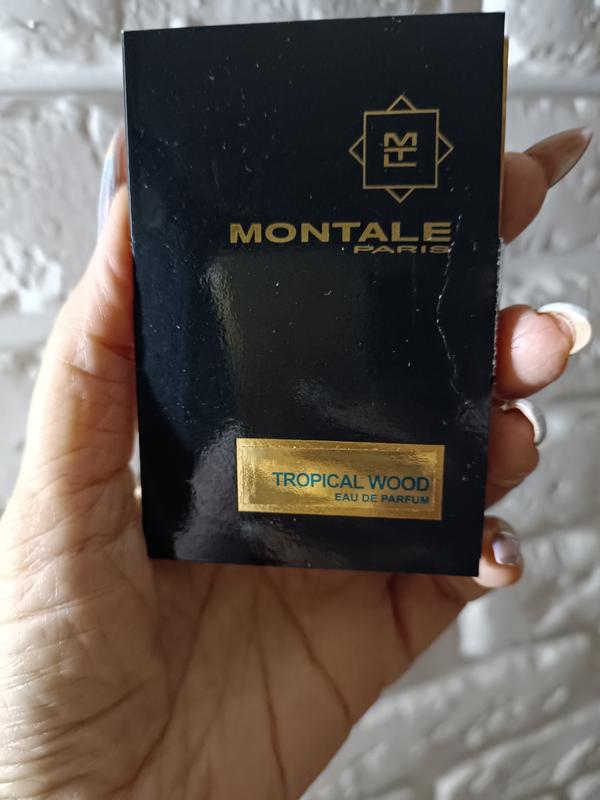 MONTALE
PARIS
TROPICAL WOOD
EAU DE PARFUM